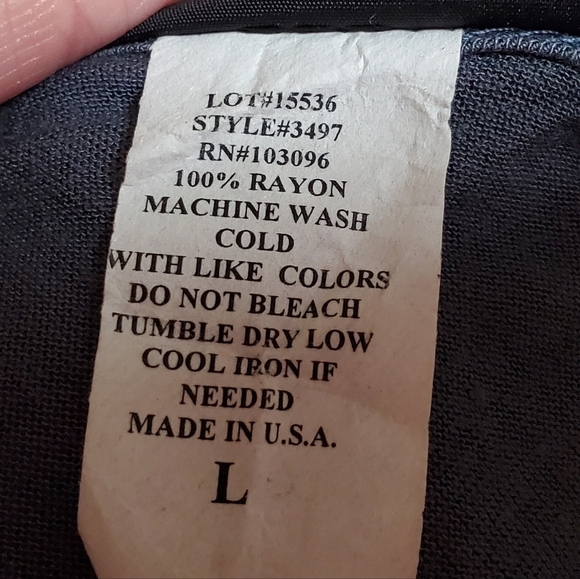 LOT#15536
STYLE#3497
RN#103096
100% RAYON
MACHINE WASH
COLD
WITH LIKE COLORS
DO NOT BLEACH
TUMBLE DRY LOW
COOL IRON IF
NEEDED
MADE IN U.S.A.
L